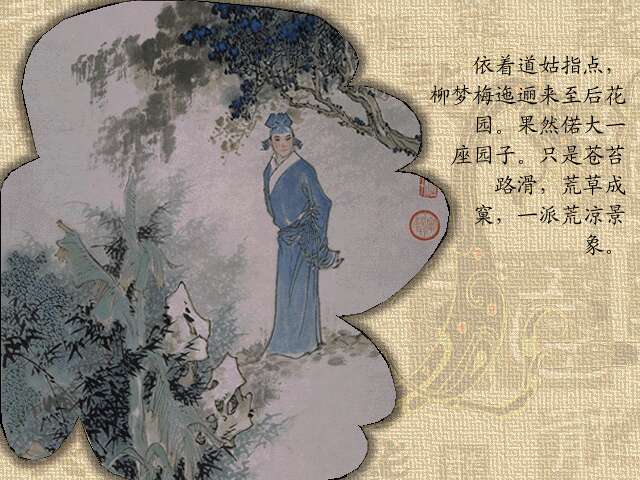 依着道姑指点，
柳梦梅迤逦来至后花
园。果然偌大一
座园子。只是苍苔
路滑，荒草成
窠，一派荒凉景
象。